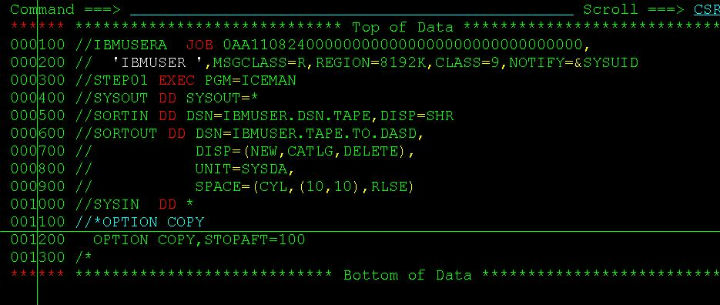 Command ===> Scroll ===> CSR
****** **************************** Top of Data ******************************
000100 //IBMUSERA  JOB 0AA1108240000000000000000000000000000000,
000200 //  'IBMUSER ',MSGCLASS=R,REGION=8192K,CLASS=9,NOTIFY=&SYSUID
000300 //STEP01 EXEC PGM=ICEMAN
000400 //SYSOUT DD SYSOUT=*
000500 //SORTIN DD DSN=IBMUSER.DSN.TAPE,DISP=SHR
000600 //SORTOUT DD DSN=IBMUSER.TAPE.TO.DASD,
000700 //           DISP=(NEW,CATLG,DELETE),
000800 //           UNIT=SYSDA,
000900 //           SPACE=(CYL,(10,10),RLSE)
001000 //SYSIN  DD *
001100 //*OPTION COPY
001200   OPTION COPY,STOPAFT=100
001300 /*
****** *************************** Bottom of Data ****************************